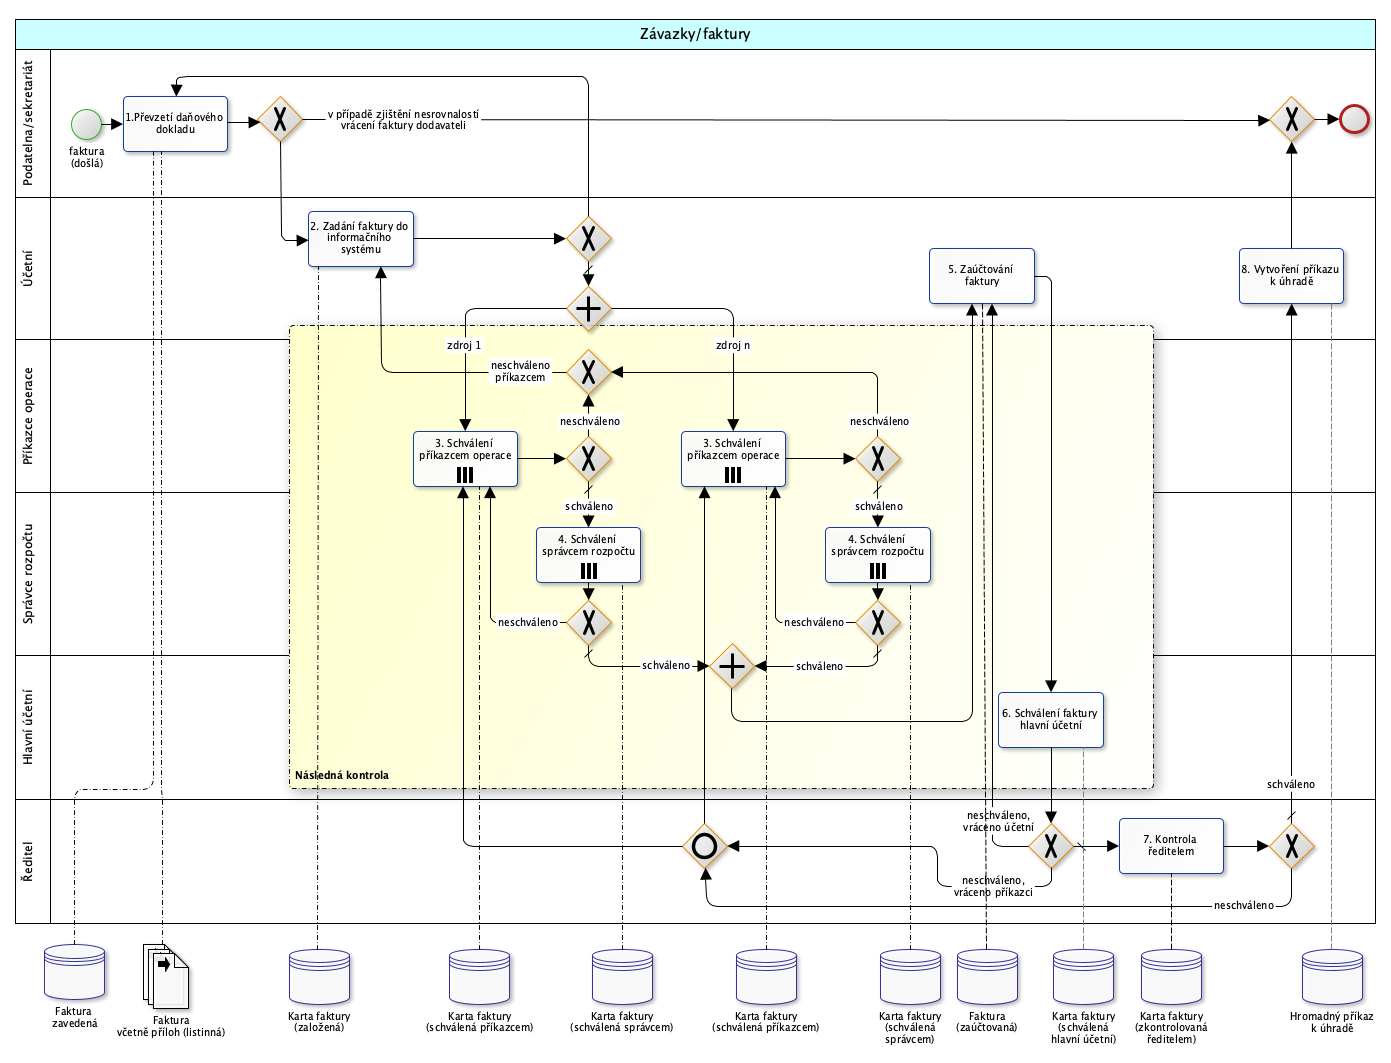 Závazky/faktury
Podatelna/sekretariát
faktura
(došlá)
1.Převzetí daňového
dokladu
v případě zjištění nesrovnalostí
vrácení faktury dodavateli
Účetní
2. Zadání faktury do
informačního
systému
5. Zaúčtování
faktury
8. Vytvoření příkazu
k úhradě
zdroj 1
zdroj n
Příkazce operace
neschváleno
příkazcem
neschváleno
neschváleno
3. Schválení
příkazcem operace
3. Schválení
příkazcem operace
schváleno
schváleno
Správce rozpočtu
4. Schválení
správcem rozpočtu
4. Schválení
správcem rozpočtu
neschváleno
neschváleno
schváleno
schváleno
Hlavní účetní
6. Schválení faktury
hlavní účetní
Následná kontrola
schváleno
Ředitel
neschváleno,
vráceno účetní
7. Kontrola
ředitelem
neschváleno,
vráceno příkazci
neschváleno
Faktura
zavedená
Faktura
včetně příloh (listinná)
Karta faktury
(založená)
Karta faktury
(schválená příkazcem)
Karta faktury
(schválená správcem)
Karta faktury
(schválená příkazcem)
Karta faktury
(schválená
správcem)
Faktura
(zaúčtovaná)
Karta faktury
(schválená
hlavní účetní)
Karta faktury
(zkontrolovaná
ředitelem)
Hromadný příkaz
k úhradě